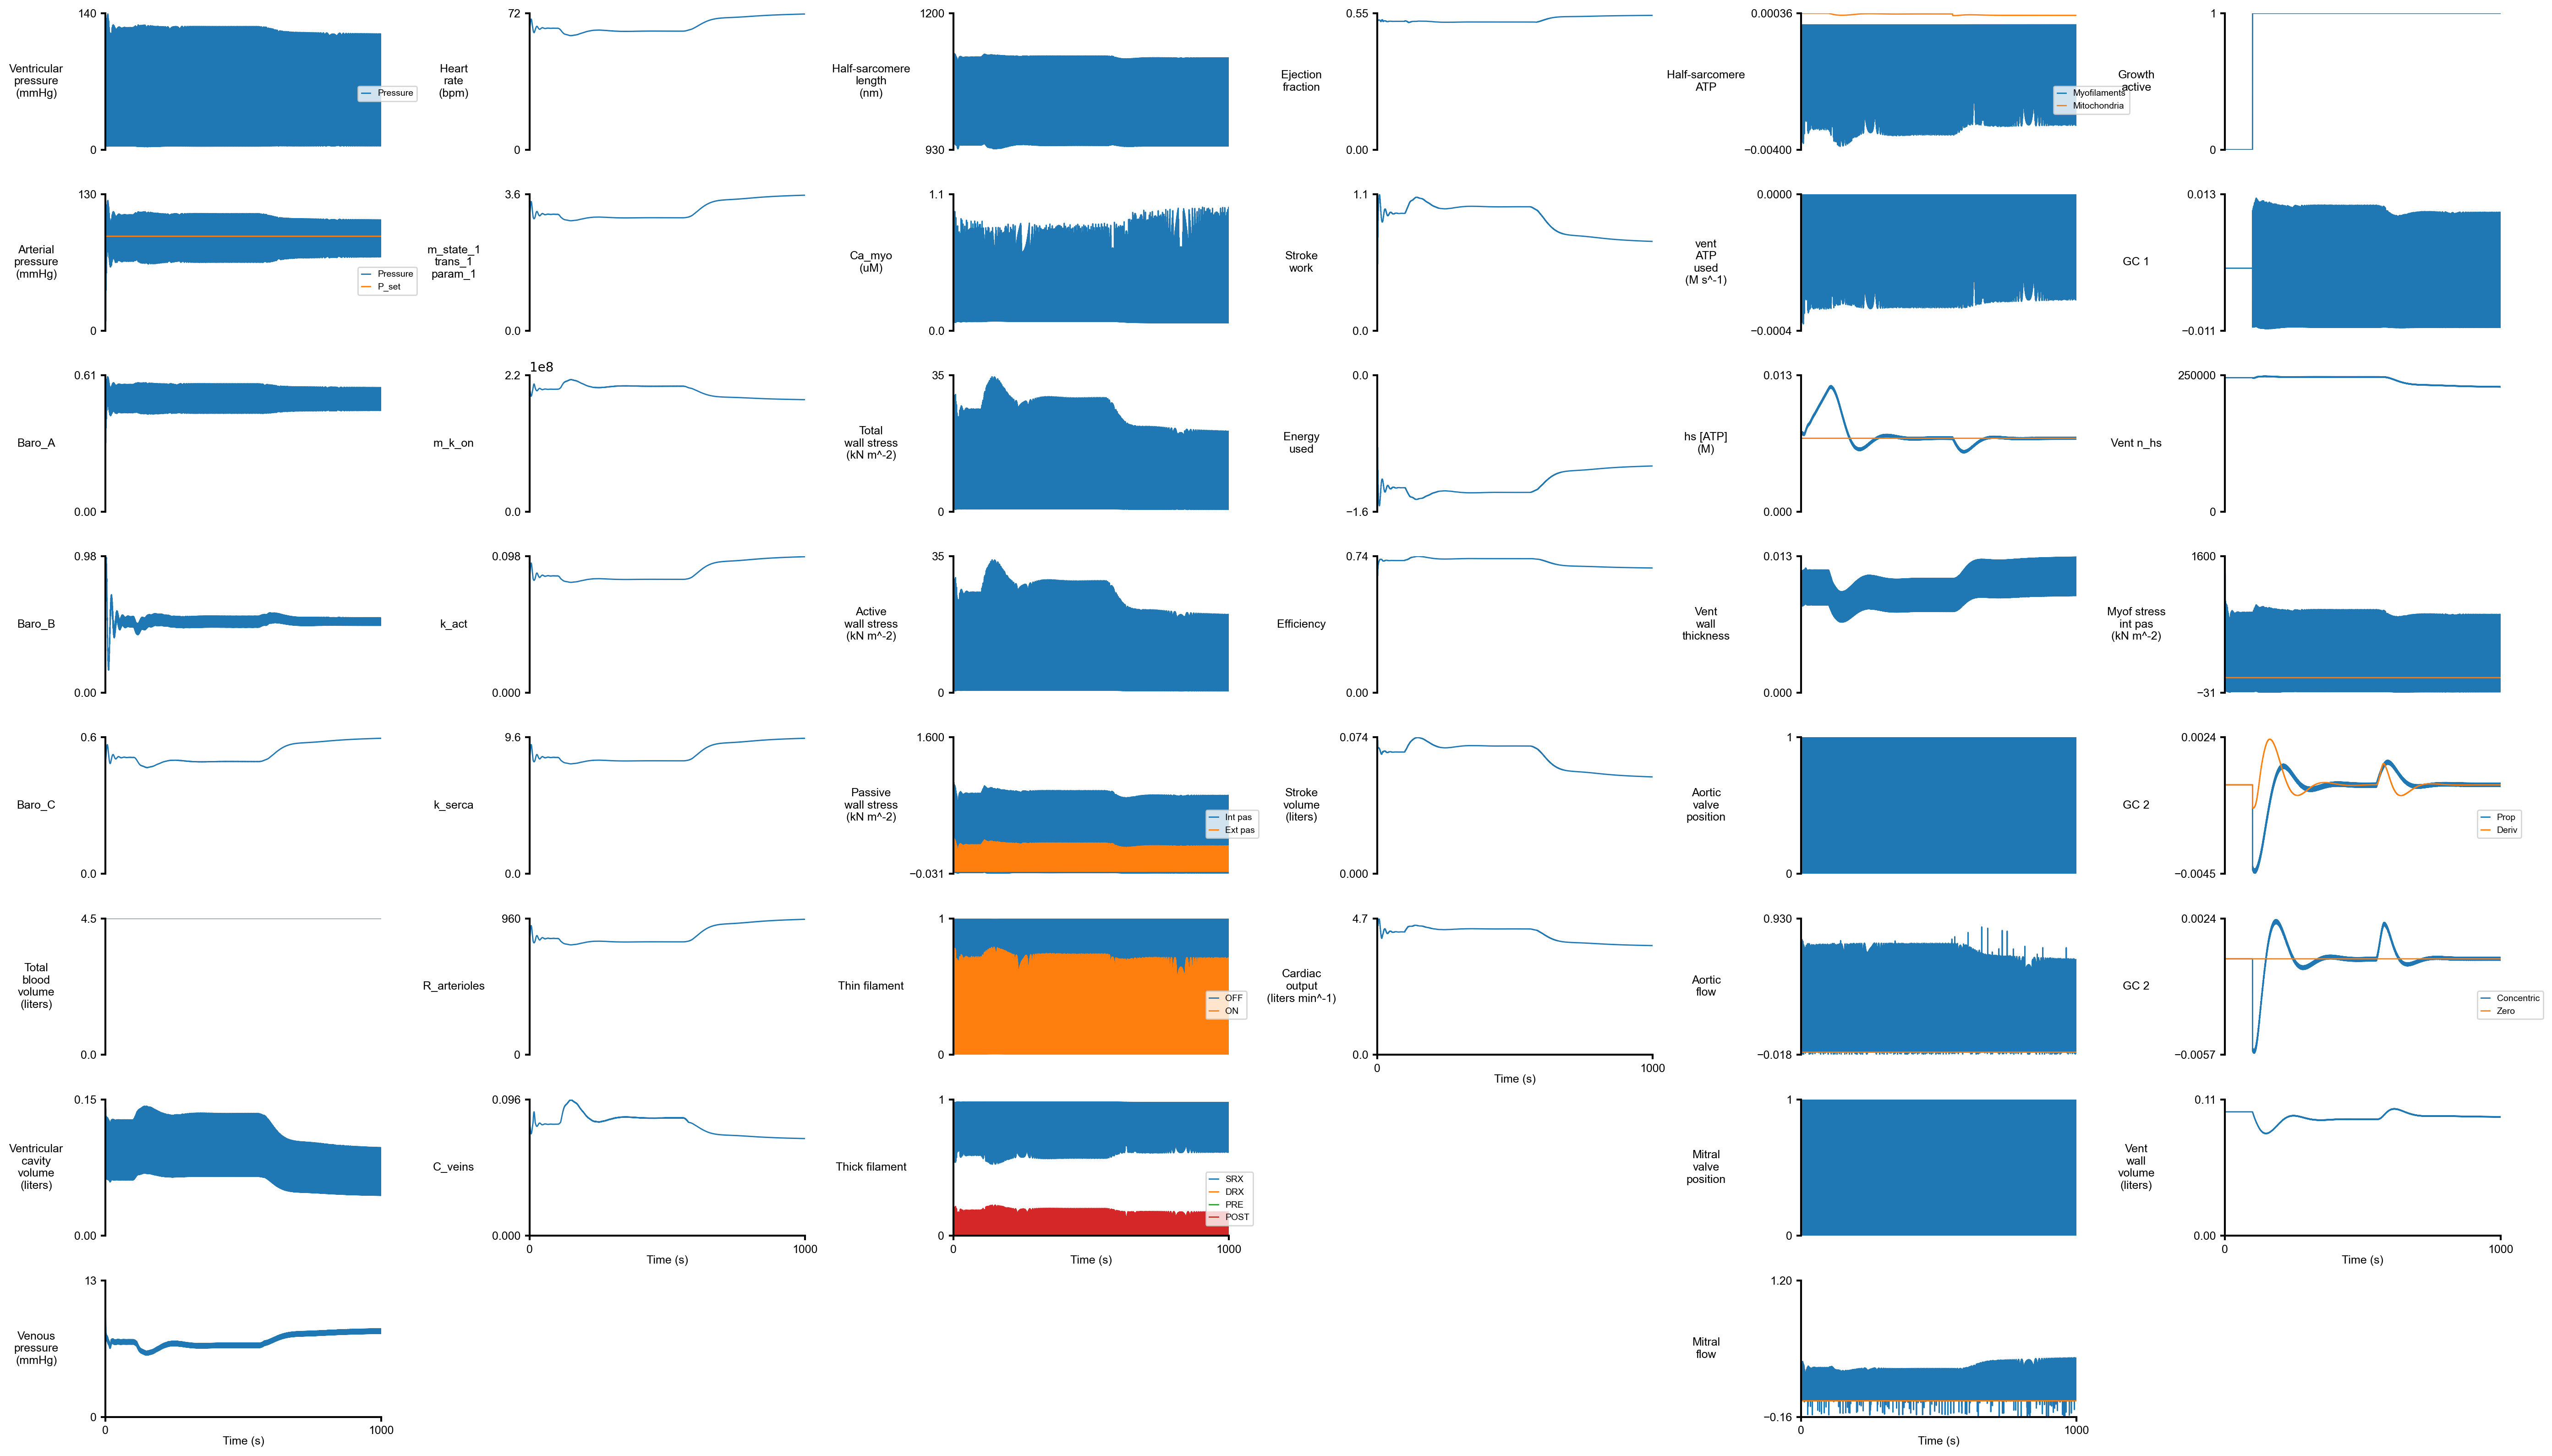 140
Ventricular
pressure
(mmHg)
0
Pressure
72
Heart
rate
(bpm)
0
1200
Half-sarcomere
length
(nm)
930
0.55
Ejection
fraction
0.00
0.00036
Half-sarcomere
ATP
−0.00400
Myofilaments
Mitochondria
1
Growth
active
0
130
Arterial
pressure
(mmHg)
0
Pressure
P_set
3.6
m_state_1
trans_1
param_1
0.0
1.1
Ca_myo
(uM)
0.0
1.1
Stroke
work
0.0
0.0000
vent
ATP
used
(M s^-1)
−0.0004
0.013
GC 1
−0.011
0.61
Baro_A
0.00
1e8
2.2
m_k_on
0.0
35
Total
wall stress
(kN m^-2)
0
0.0
Energy
used
−1.6
0.013
hs [ATP]
(M)
0.000
250000
Vent n_hs
0
0.98
Baro_B
0.00
0.098
k_act
0.000
35
Active
wall stress
(kN m^-2)
0
0.74
Efficiency
0.00
0.013
Vent
wall
thickness
0.000
1600
Myof stress
int pas
(kN m^-2)
−31
0.6
Baro_C
0.0
9.6
k_serca
0.0
1.600
Passive
wall stress
(kN m^-2)
−0.031
Int pas
Ext pas
0.074
Stroke
volume
(liters)
0.000
1
Aortic
valve
position
0
0.0024
GC 2
−0.0045
Prop
Deriv
4.5
Total
blood
volume
(liters)
0.0
960
R_arterioles
0
1
Thin filament
0
OFF
ON
4.7
Cardiac
output
(liters min^-1)
0.0
0
1000
Time (s)
0.930
Aortic
flow
−0.018
0.0024
GC 2
−0.0057
Concentric
Zero
0.15
Ventricular
cavity
volume
(liters)
0.00
0.096
C_veins
0.000
0
1000
Time (s)
1
Thick filament
0
SRX
DRX
PRE
POST
0
1000
Time (s)
1
Mitral
valve
position
0
0.11
Vent
wall
volume
(liters)
0.00
0
1000
Time (s)
13
Venous
pressure
(mmHg)
0
0
1000
Time (s)
1.20
Mitral
flow
−0.16
0
1000
Time (s)